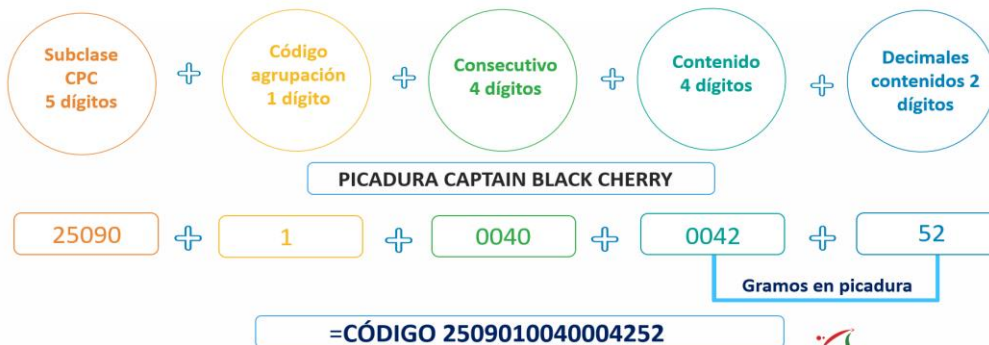 Subclase
CPC
5 dígitos
Código
agrupación
1 dígito
Consecutivo
4 dígitos
Contenido
4 dígitos
Decimales
contenidos 2
dígitos
PICADURA CAPTAIN BLACK CHERRY
25090
1
0040
0042
52
Gramos en picadura
=CÓDIGO 2509010040004252